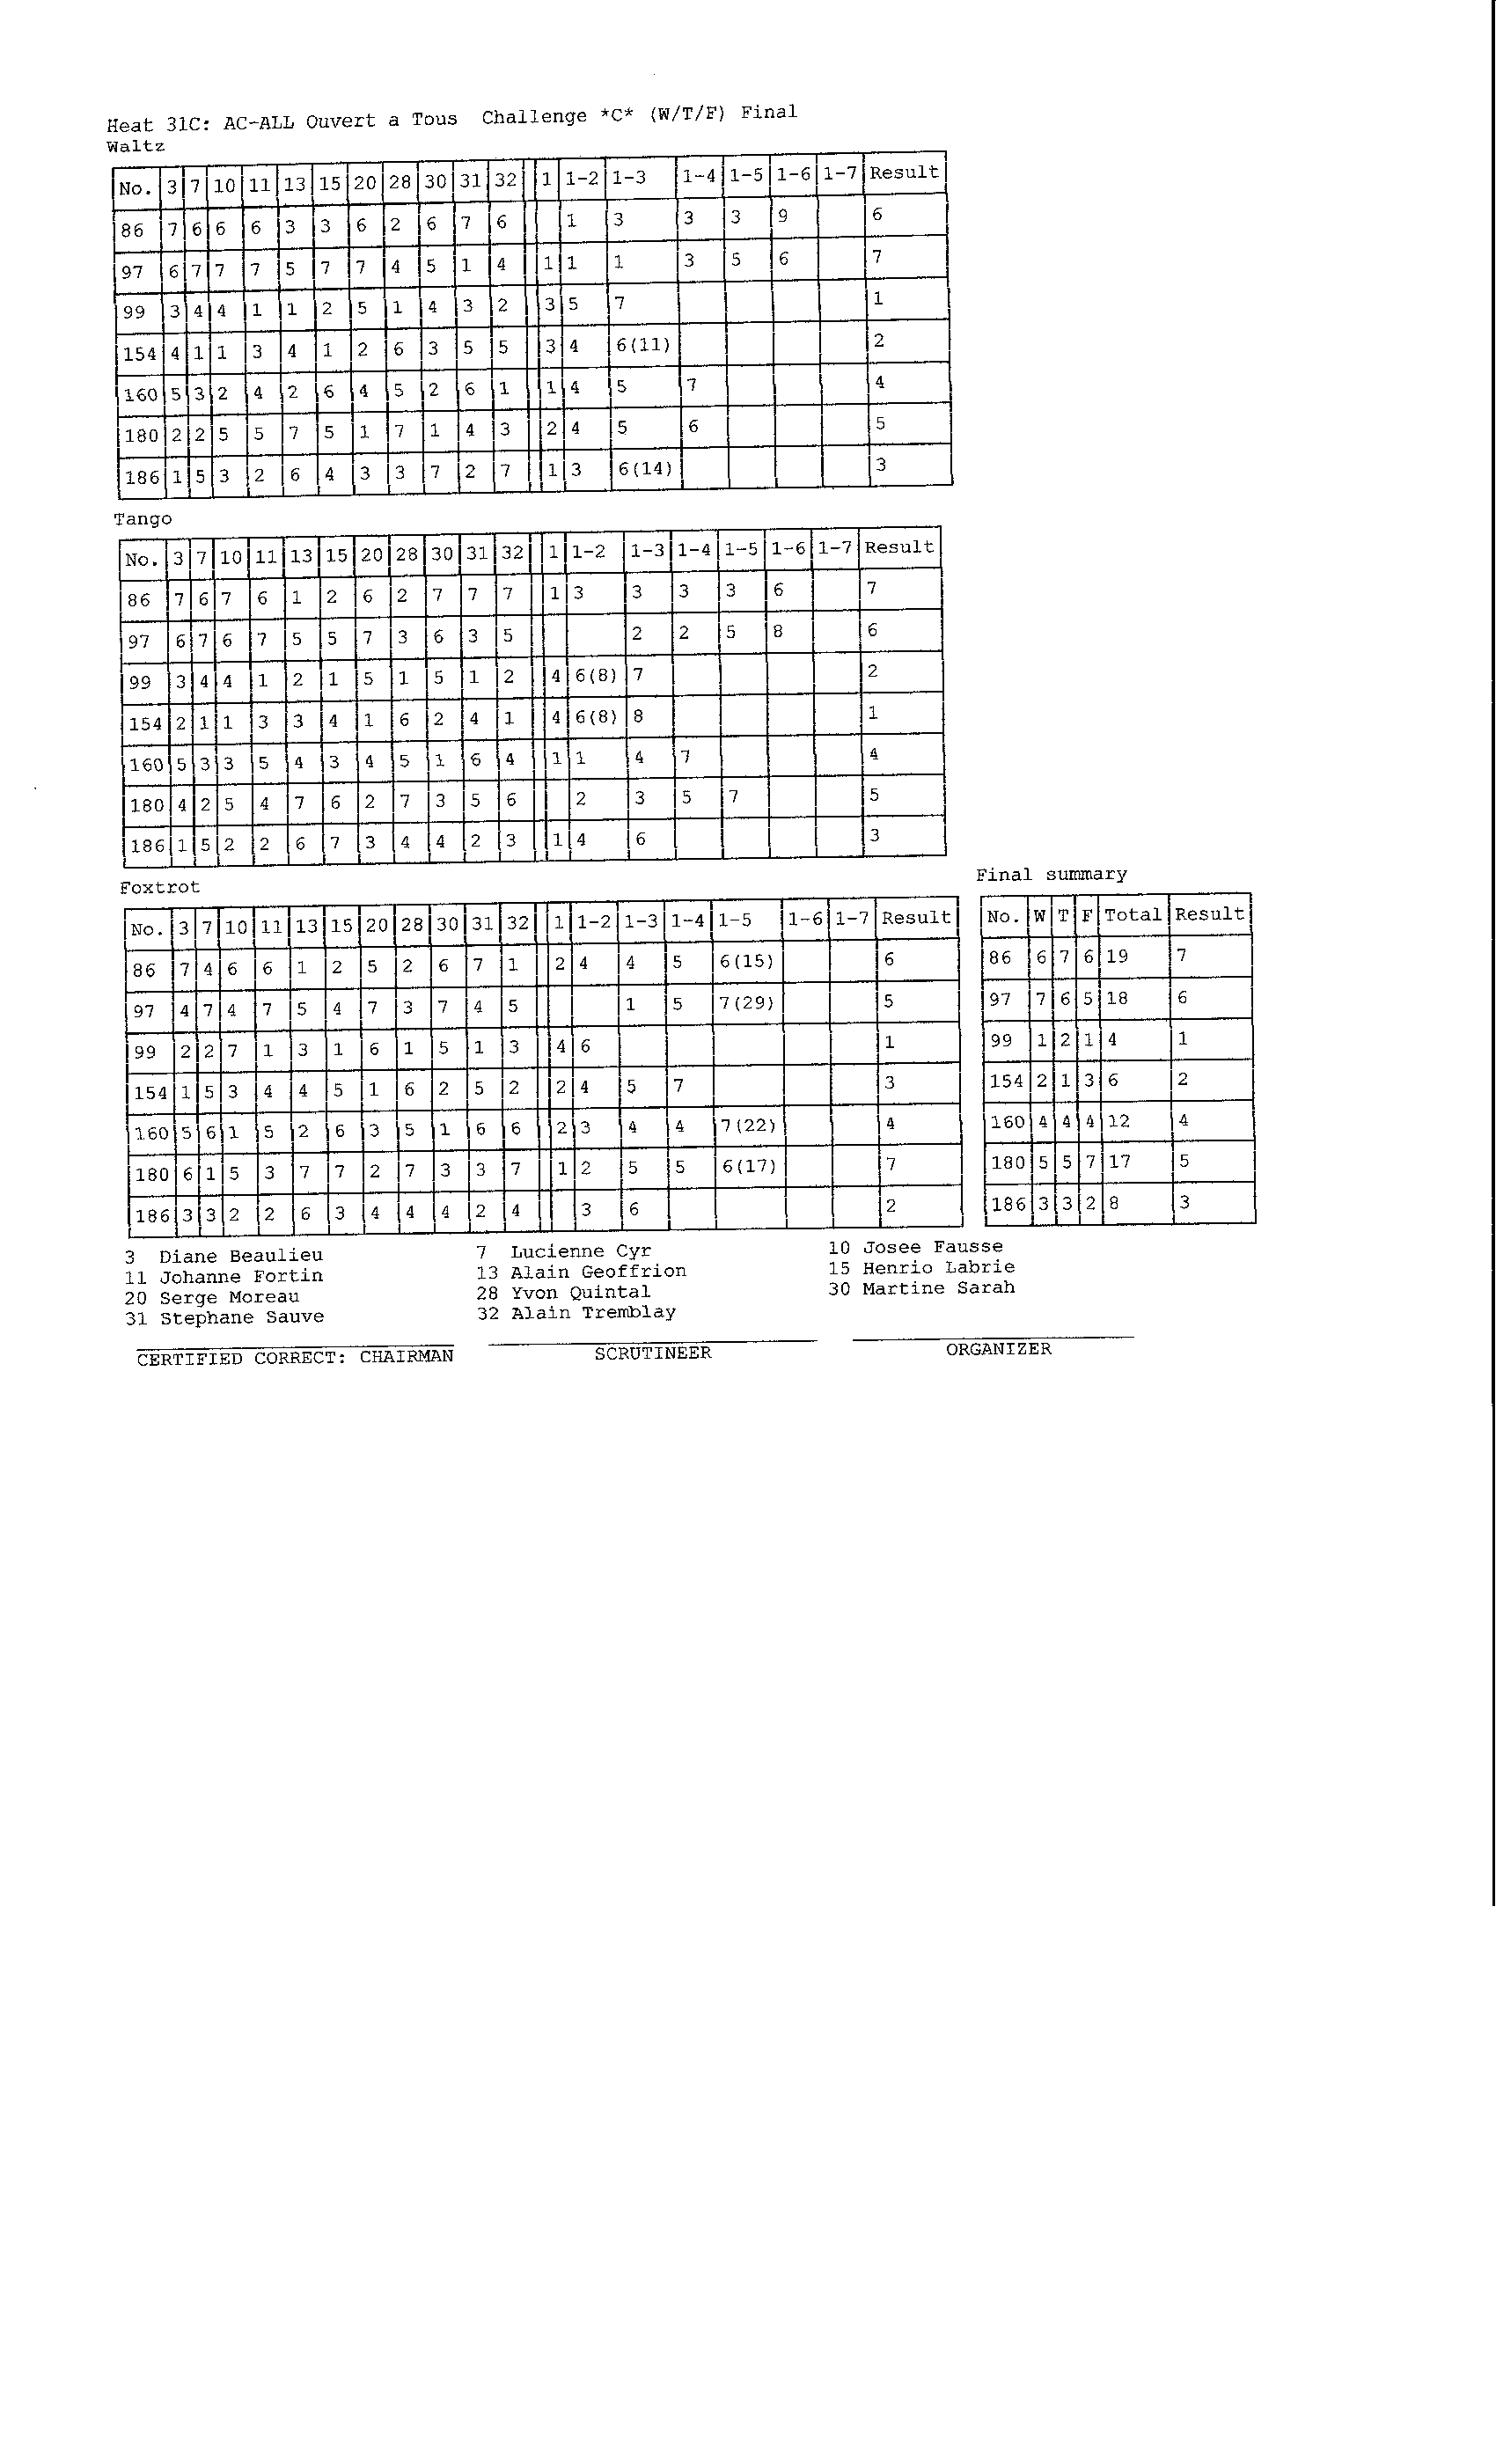 Heat 31C: AC-ALL Ouvert a Tous Challenge *C* (W/T/F) Final
Waltz
No. 3 7 10 11 13 15 20 28 30 31 32 1 1-2 1-3 1-4 1-5 1-6 1-7 Result
86 7 6 6 6 3 3 6 2 6 7 6 1 3 3 3 9 6
97 6 7 7 7 5 7 7 4 5 1 4 1 1 1 3 5 6 7
99 3 4 4 1 1 2 5 1 4 3 2 3 5 7 1
154 4 1 1 3 4 1 2 6 3 5 5 3 4 6(11) 2
160 5 3 2 4 2 6 4 5 2 6 1 1 4 5 7 4
180 2 2 5 5 7 5 1 7 1 4 3 2 4 5 6 5
186 1 5 3 2 6 4 3 3 7 2 7 1 3 6(14) 3
Tango
No. 3 7 10 11 13 15 20 28 30 31 32 1 1-2 1-3 1-4 1-5 1-6 1-7 Result
86 7 6 7 6 1 2 6 2 7 7 7 1 3 3 3 3 6 7
97 6 7 6 7 5 5 7 3 6 3 5 2 2 5 8 6
99 3 4 4 1 2 1 5 1 5 1 2 4 6(8) 7 2
154 2 1 1 3 3 4 1 6 2 4 1 4 6(8) 8 1
160 5 3 3 5 4 3 4 5 1 6 4 1 1 4 7 4
180 4 2 5 4 7 6 2 7 3 5 6 2 3 5 7 5
186 1 5 2 2 6 7 3 4 4 2 3 1 4 6 3
Foxtrot
No. 3 7 10 11 13 15 20 28 30 31 32 1 1-2 1-3 1-4 1-5 1-6 1-7 Result
86 7 4 6 6 1 2 5 2 6 7 1 2 4 4 5 6(15) 6
97 4 7 4 7 5 4 7 3 7 4 5 1 5 7(29) 5
99 2 2 7 1 3 1 6 1 5 1 3 4 6 1
154 1 5 3 4 4 5 1 6 2 5 2 2 4 5 7 3
160 5 6 1 5 2 6 3 5 1 6 6 2 3 4 4 7(22) 4
180 6 1 5 3 7 7 2 7 3 3 7 1 2 5 5 6(17) 7
186 3 3 2 2 6 3 4 4 4 2 4 3 6 2
Final summary
No. W T F Total Result
86 6 7 6 19 7
97 7 6 5 18 6
99 1 2 1 4 1
154 2 1 3 6 2
160 4 4 4 12 4
180 5 5 7 17 5
186 3 3 2 8 3
3 Diane Beaulieu 7 Lucienne Cyr 10 Josee Fausse
11 Johanne Fortin 13 Alain Geoffrion 15 Henrio Labrie
20 Serge Moreau 28 Yvon Quintal 30 Martine Sarah
31 Stephane Sauve 32 Alain Tremblay
CERTIFIED CORRECT: CHAIRMAN SCRUTINEER ORGANIZER